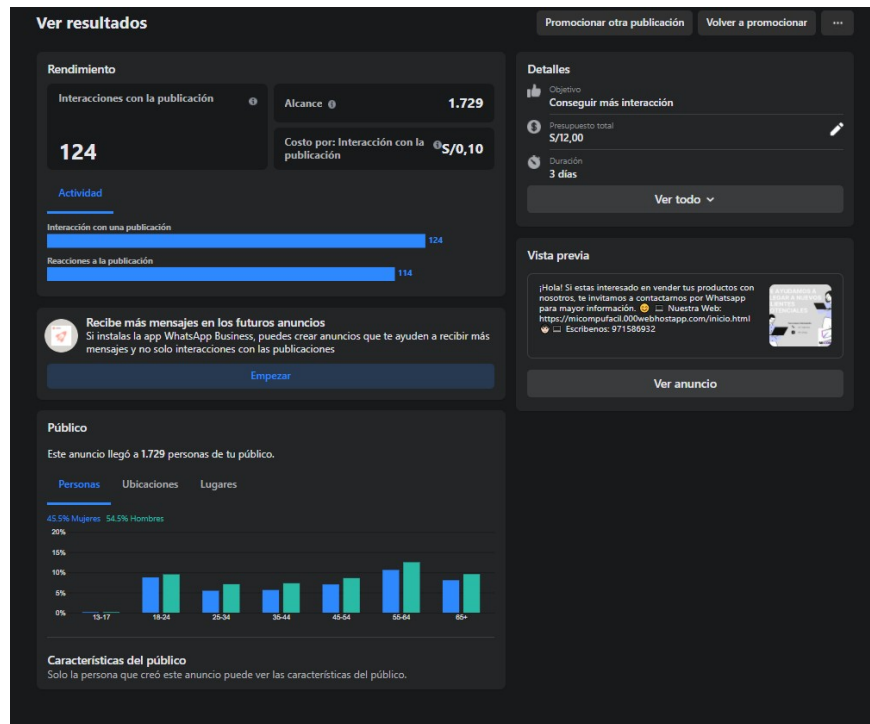 Ver resultados
Promocionar otra publicación
Volver a promocionar
...
Rendimiento
Interacciones con la publicación
124
Alcance
1.729
Costo por: Interacción con la
publicación
S/0,10
Actividad
Interacción con una publicación
124
Reacciones a la publicación
114
Recibe más mensajes en los futuros anuncios
Si instalas la app WhatsApp Business, puedes crear anuncios que te ayuden a recibir más
mensajes y no solo interacciones con las publicaciones
Empezar
Público
Este anuncio llegó a 1.729 personas de tu público.
Personas
Ubicaciones
Lugares
45.5% Mujeres 54.5% Hombres
20%
15%
10%
5%
0%
13-17 18-24 25-34 35-44 45-54 55-64 65+
Características del público
Solo la persona que creó este anuncio puede ver las características del público.
Detalles
Objetivo
Conseguir más interacción
Presupuesto total
S/12,00
Duración
3 días
Ver todo
Vista previa
¡Hola! Si estas interesado en vender tus productos con
nosotros, te invitamos a contactarnos por Whatsapp
para mayor información. 😊 Nuestra Web:
https://micompufacil.000webhostapp.com/inicio.html
Escribenos: 971586932
Ver anuncio